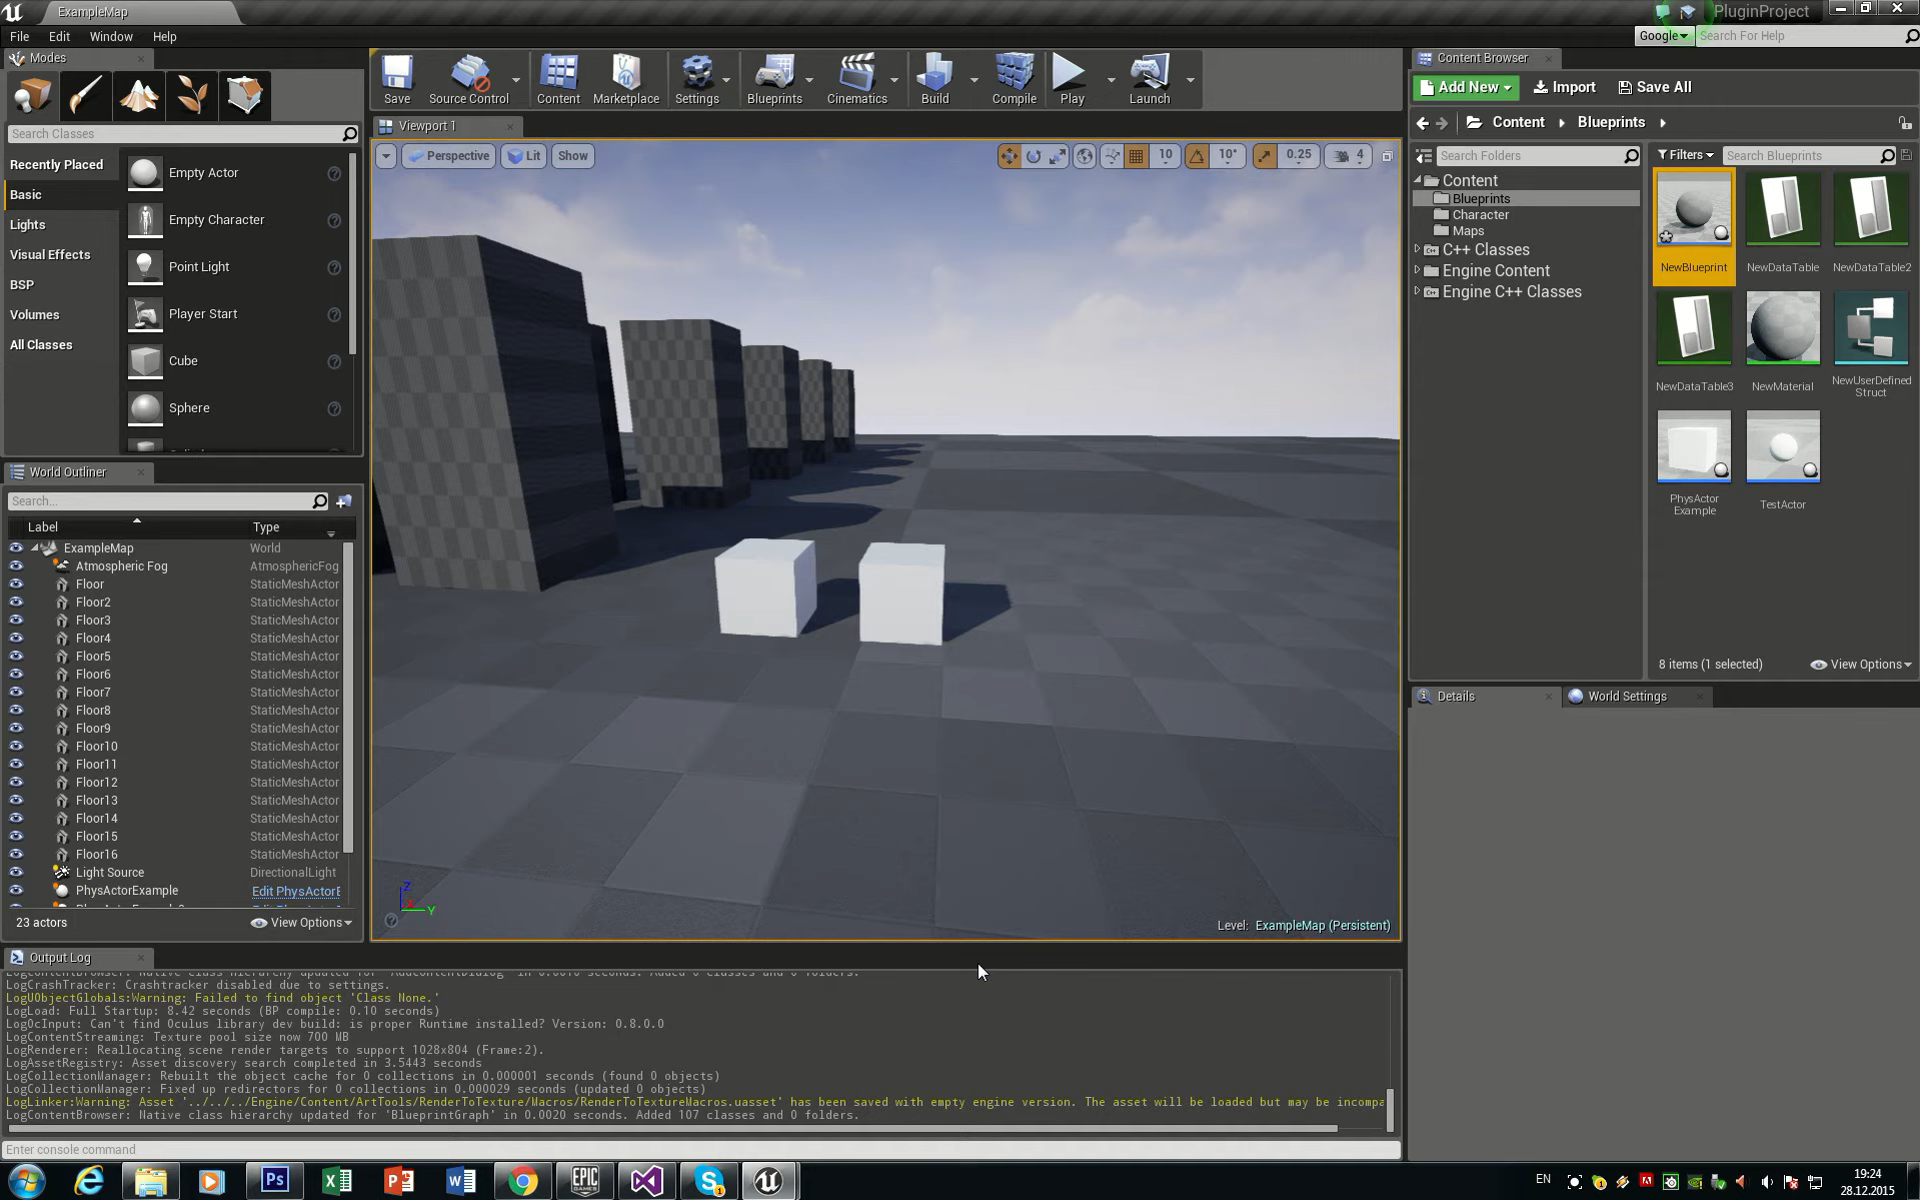 ExampleMap
PluginProject
File Edit Window Help
Google Search For Help
Modes
Search Classes
Recently Placed
Basic
Lights
Visual Effects
BSP
Volumes
All Classes
Empty Actor
Empty Character
Point Light
Player Start
Cube
Sphere
World Outliner
Search...
Label Type
ExampleMap World
Atmospheric Fog AtmosphericFog
Floor StaticMeshActor
Floor2 StaticMeshActor
Floor3 StaticMeshActor
Floor4 StaticMeshActor
Floor5 StaticMeshActor
Floor6 StaticMeshActor
Floor7 StaticMeshActor
Floor8 StaticMeshActor
Floor9 StaticMeshActor
Floor10 StaticMeshActor
Floor11 StaticMeshActor
Floor12 StaticMeshActor
Floor13 StaticMeshActor
Floor14 StaticMeshActor
Floor15 StaticMeshActor
Floor16 StaticMeshActor
Light Source DirectionalLight
PhysActorExample Edit PhysActorE
23 actors View Options
Save Source Control Content Marketplace Settings Blueprints Cinematics Build Compile Play Launch
Viewport 1
Perspective Lit Show 10 10° 0.25 4
Z
Y
Level: ExampleMap (Persistent)
Content Browser
Add New Import Save All
Content Blueprints
Search Folders
Content
Blueprints
Character
Maps
C++ Classes
Engine Content
Engine C++ Classes
Filters Search Blueprints
NewBlueprint NewDataTable NewDataTable2
NewDataTable3 NewMaterial NewUserDefined
Struct
PhysActor TestActor
Example
8 items (1 selected) View Options
Details World Settings
Output Log
LogCrashTracker: Crashtracker disabled due to settings.
LogUObjectGlobals:Warning: Failed to find object 'Class None.'
LogLoad: Full Startup: 8.42 seconds (BP compile: 0.10 seconds)
LogOcInput: Can't find Oculus library dev build: is proper Runtime installed? Version: 0.8.0.0
LogContentStreaming: Texture pool size now 700 MB
LogRenderer: Reallocating scene render targets to support 1028x804 (Frame:2).
LogAssetRegistry: Asset discovery search completed in 3.5443 seconds
LogCollectionManager: Rebuilt the object cache for 0 collections in 0.000001 seconds (found 0 objects)
LogCollectionManager: Fixed up redirectors for 0 collections in 0.000029 seconds (updated 0 objects)
LogLinker:Warning: Asset '../../../Engine/Content/ArtTools/RenderToTexture/Macros/RenderToTextureMacros.uasset' has been saved with empty engine version. The asset will be loaded but may be incompa
LogContentBrowser: Native class hierarchy updated for 'BlueprintGraph' in 0.0020 seconds. Added 107 classes and 0 folders.
Enter console command
Ps
EPIC
GAMES
EN
19:24
28.12.2015